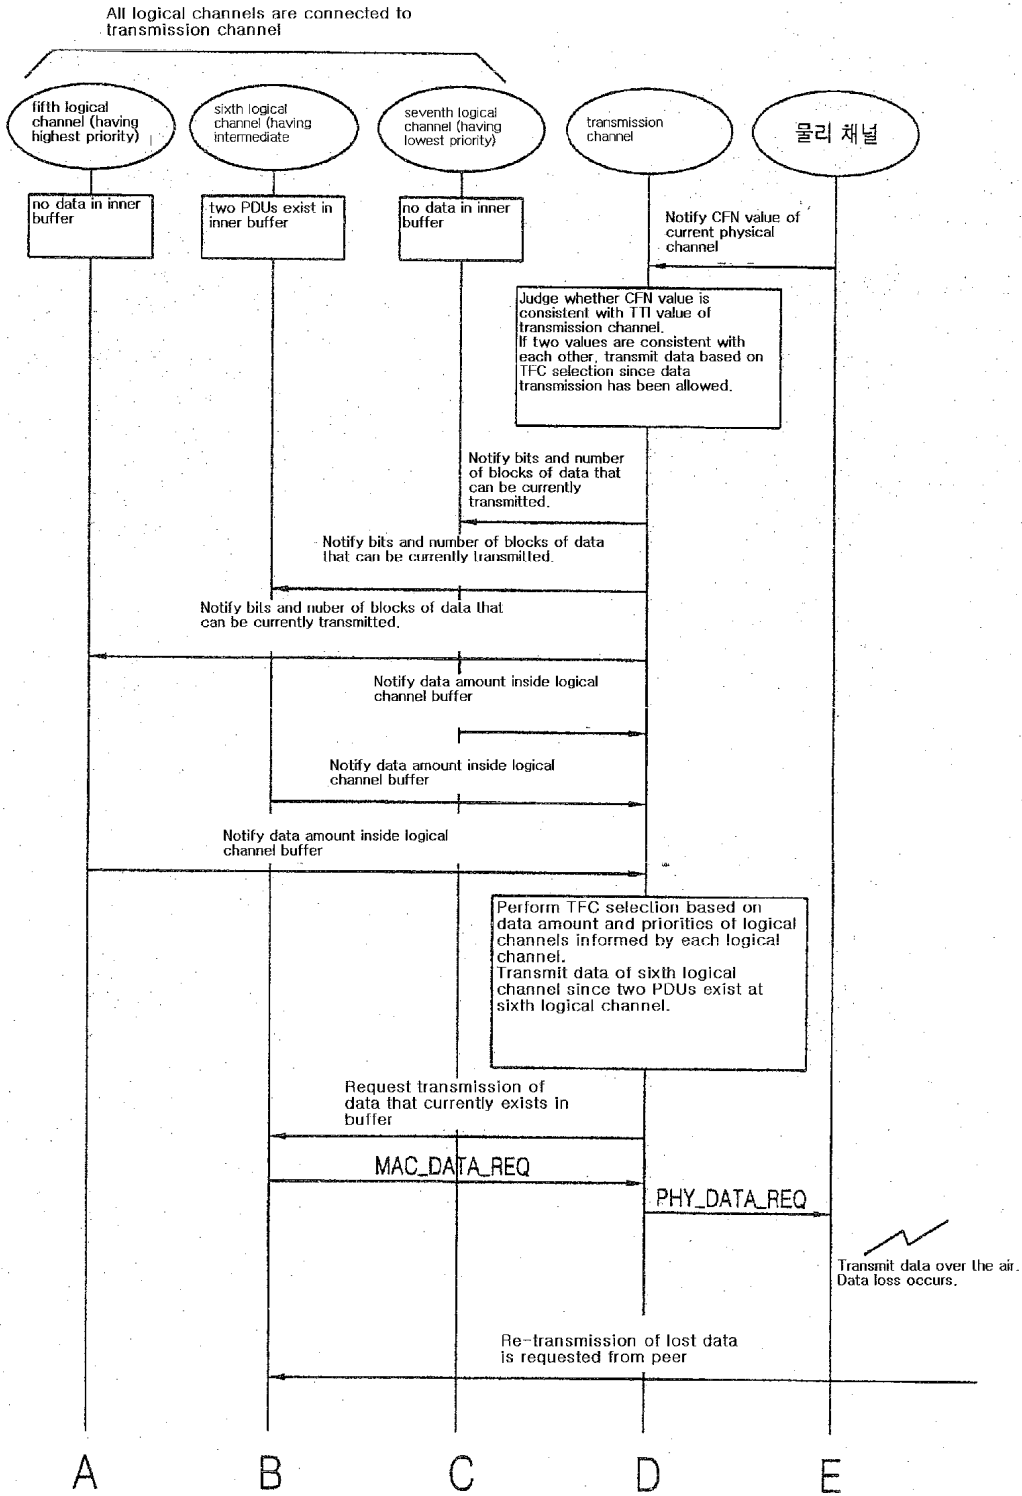 All logical channels are connected to
transmission channel
fifth logical
channel (having
highest priority)
sixth logical
channel (having
intermediate
seventh logical
channel (having
lowest priority)
transmission
channel
물리 채널
no data in inner
buffer
two PDUs exist in
inner buffer
no data in inner
buffer
Notify CFN value of
current physical
channel
Judge whether CFN value is
consistent with TTI value of
transmission channel.
If two values are consistent with
each other, transmit data based on
TFC selection since data
transmission has been allowed.
Notify bits and number
of blocks of data that
can be currently
transmitted.
Notify bits and number of blocks of data
that can be currently transmitted.
Notify bits and nuber of blocks of data that
can be currently transmitted.
Notify data amount inside logical
channel buffer
Notify data amount inside logical
channel buffer
Notify data amount inside logical
channel buffer
Perform TFC selection based on
data amount and priorities of logical
channels informed by each logical
channel.
Transmit data of sixth logical
channel since two PDUs exist at
sixth logical channel.
Request transmission of
data that currently exists in
buffer
MAC_DATA_REQ
PHY_DATA_REQ
Transmit data over the air.
Data loss occurs.
Re-transmission of lost data
is requested from peer
A B C D E